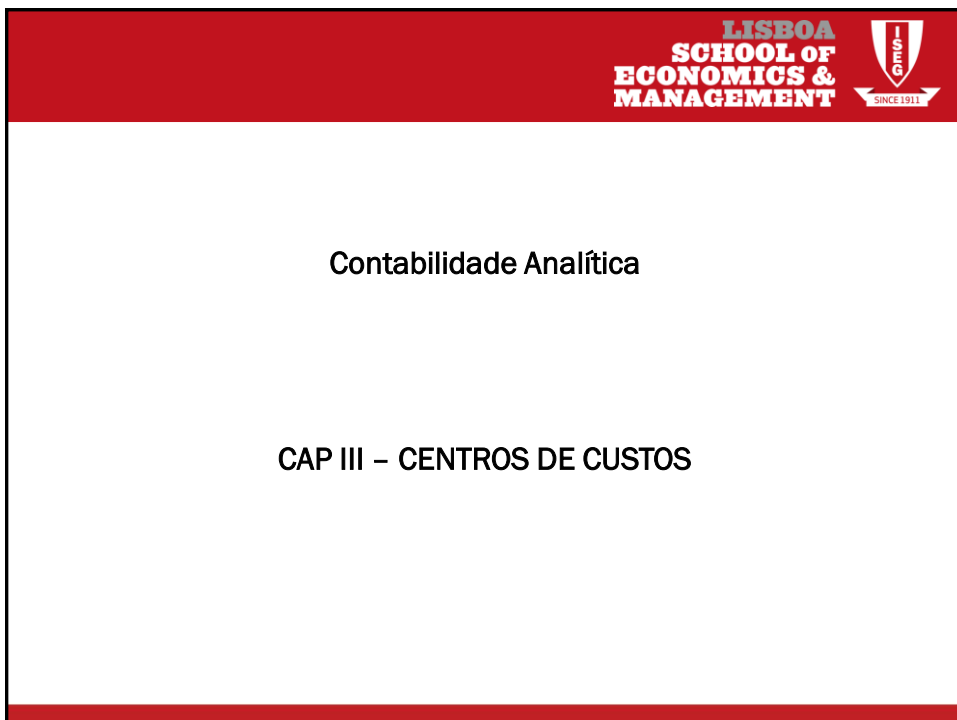 LISBOA
SCHOOL OF
ECONOMICS &
MANAGEMENT
ISEG
SINCE 1911
Contabilidade Analítica
CAP III – CENTROS DE CUSTOS